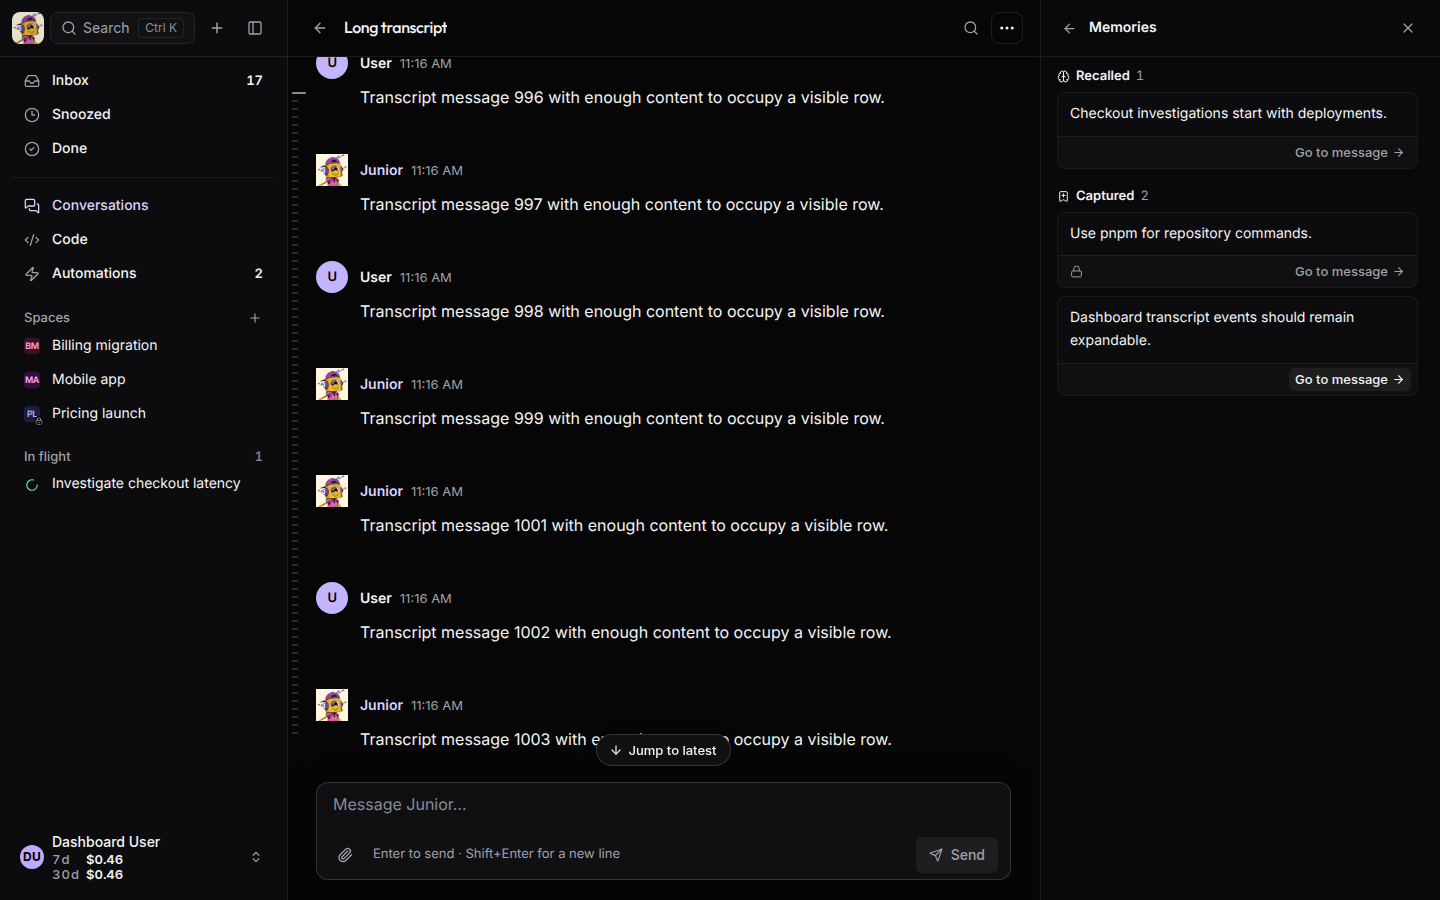 Search Ctrl K
Inbox 17
Snoozed
Done
Conversations
Code
Automations 2
Spaces
BM Billing migration
MA Mobile app
PL Pricing launch
In flight 1
Investigate checkout latency
DU Dashboard User
7d $0.46
30d $0.46
Long transcript
U User 11:16 AM
Transcript message 996 with enough content to occupy a visible row.
Junior 11:16 AM
Transcript message 997 with enough content to occupy a visible row.
U User 11:16 AM
Transcript message 998 with enough content to occupy a visible row.
Junior 11:16 AM
Transcript message 999 with enough content to occupy a visible row.
Junior 11:16 AM
Transcript message 1001 with enough content to occupy a visible row.
U User 11:16 AM
Transcript message 1002 with enough content to occupy a visible row.
Junior 11:16 AM
Transcript message 1003 with occupy a visible row.
Jump to latest
Message Junior...
Enter to send · Shift+Enter for a new line
Send
Memories
Recalled 1
Checkout investigations start with deployments.
Go to message
Captured 2
Use pnpm for repository commands.
Go to message
Dashboard transcript events should remain
expandable.
Go to message